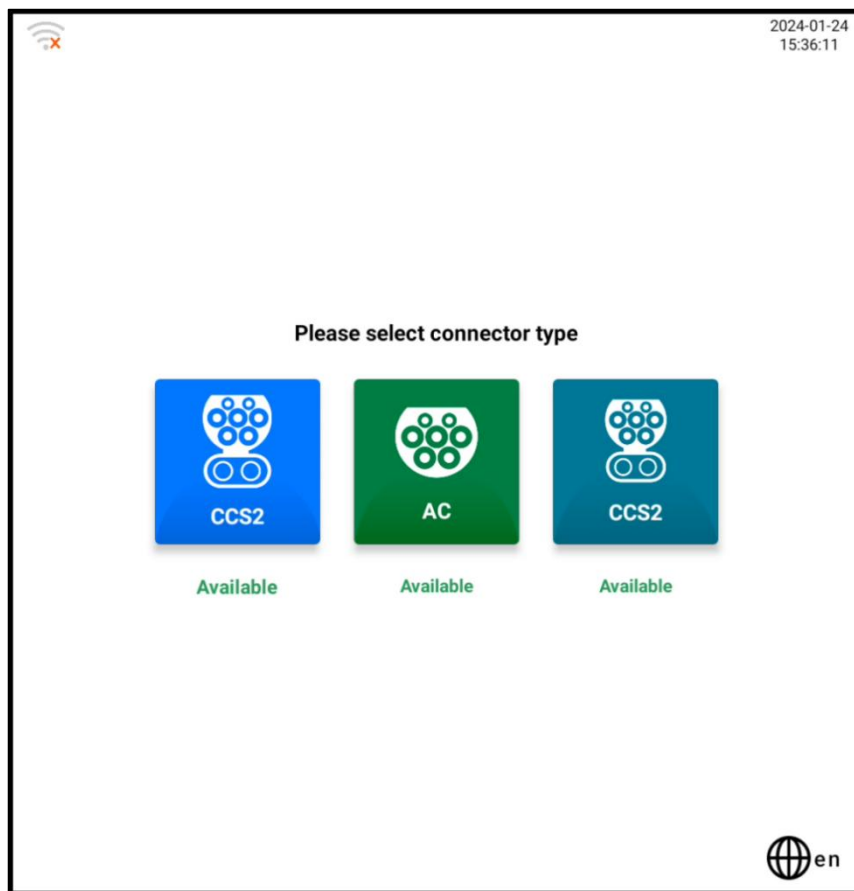 2024-01-24
15:36:11
Please select connector type
CCS2 AC CCS2
Available Available Available
en